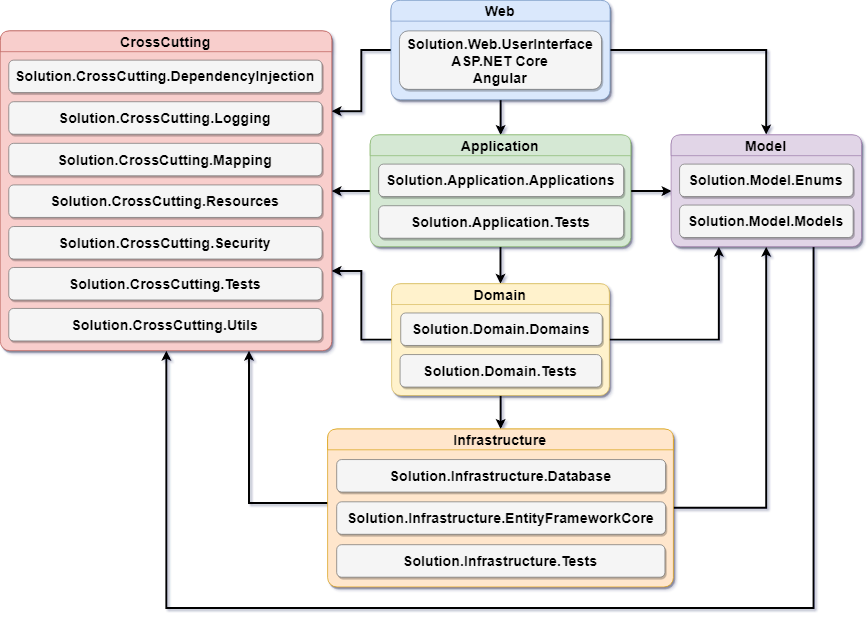 Web
Solution.Web.UserInterface
ASP.NET Core
Angular
CrossCutting
Solution.CrossCutting.DependencyInjection
Solution.CrossCutting.Logging
Solution.CrossCutting.Mapping
Solution.CrossCutting.Resources
Solution.CrossCutting.Security
Solution.CrossCutting.Tests
Solution.CrossCutting.Utils
Application
Solution.Application.Applications
Solution.Application.Tests
Model
Solution.Model.Enums
Solution.Model.Models
Domain
Solution.Domain.Domains
Solution.Domain.Tests
Infrastructure
Solution.Infrastructure.Database
Solution.Infrastructure.EntityFrameworkCore
Solution.Infrastructure.Tests